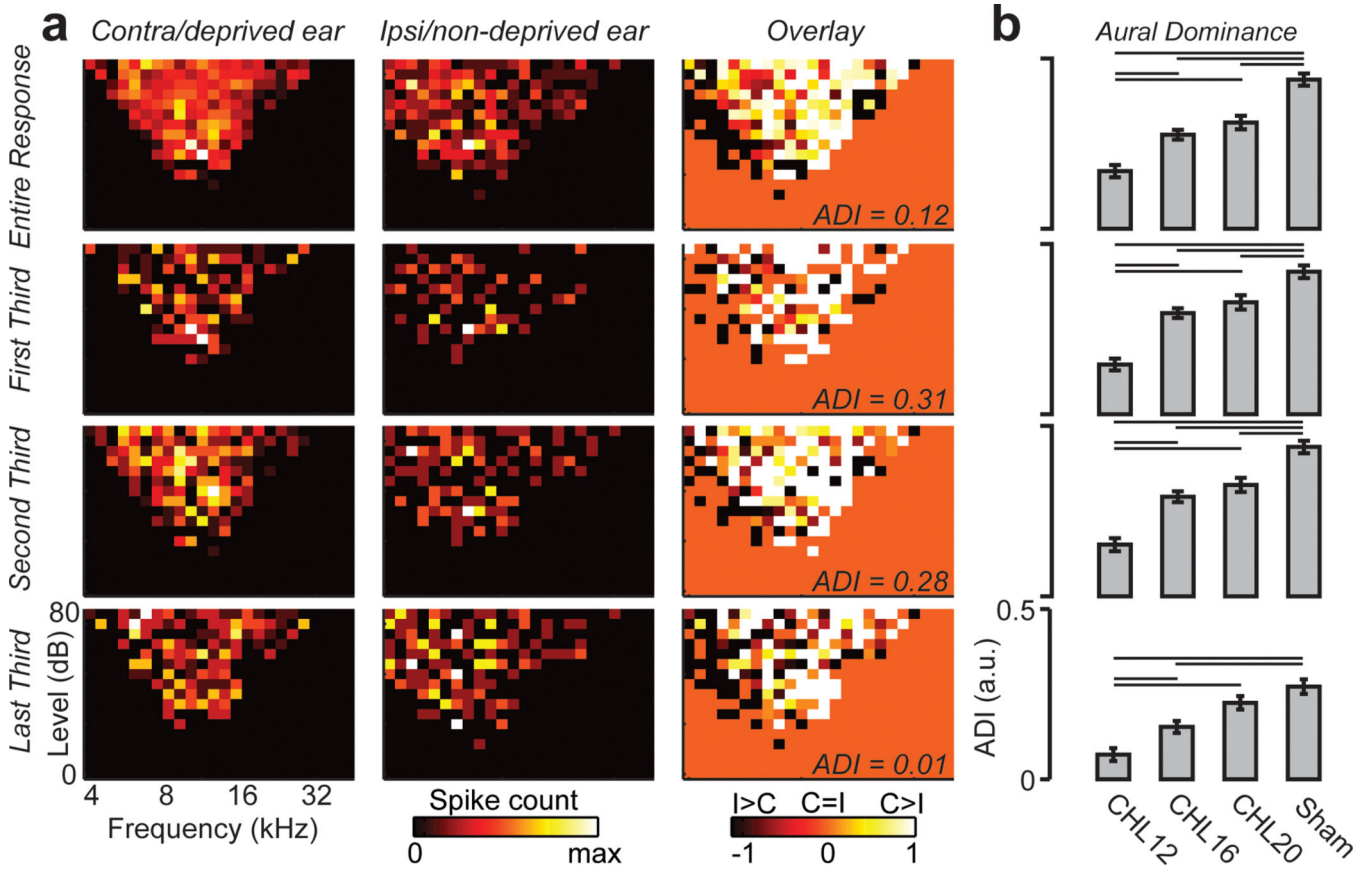 a
Contra/deprived ear
Ipsi/non-deprived ear
Overlay
b
Aural Dominance
Entire Response
ADI = 0.12
First Third
ADI = 0.31
Second Third
ADI = 0.28
Last Third
Level (dB)
80
0
ADI = 0.01
4 8 16 32
Frequency (kHz)
Spike count
0 max
I>C C=I C>I
-1 0 1
ADI (a.u.)
0.5
0
CHL12
CHL16
CHL20
Sham